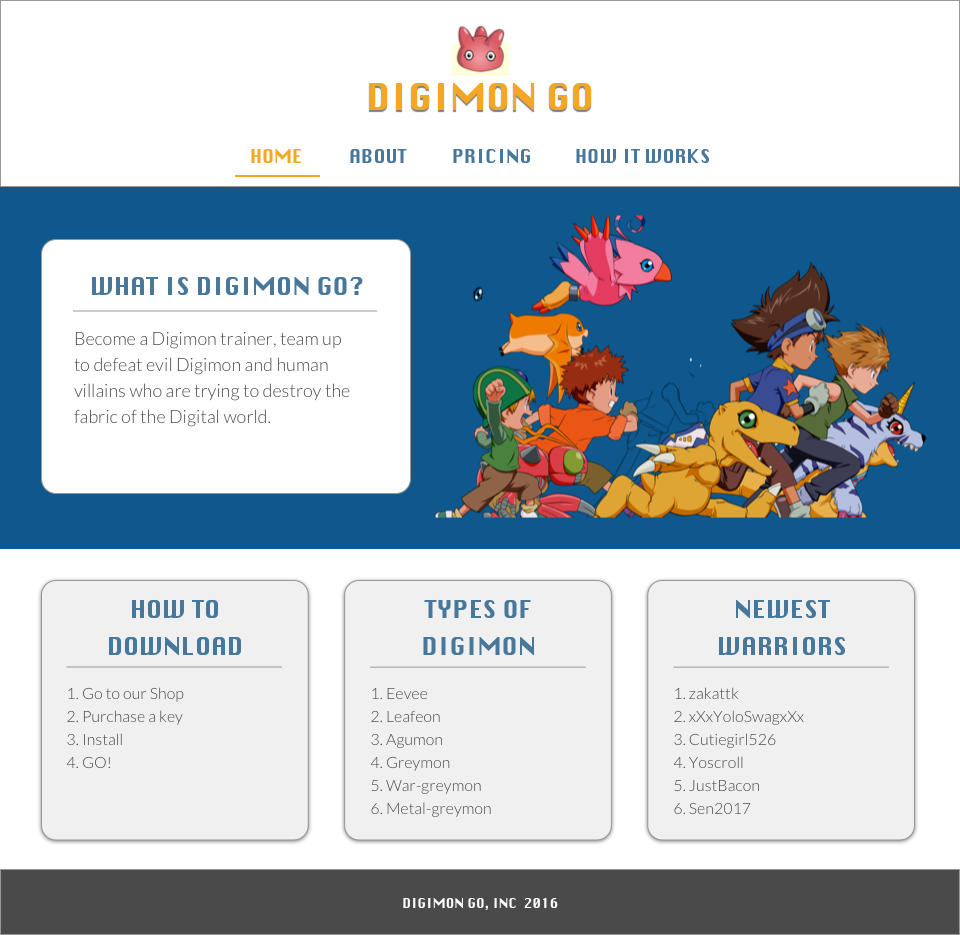 DIGIMON GO
HOME ABOUT PRICING HOW IT WORKS
WHAT IS DIGIMON GO?
Become a Digimon trainer, team up
to defeat evil Digimon and human
villains who are trying to destroy the
fabric of the Digital world.
HOW TO
DOWNLOAD
1. Go to our Shop
2. Purchase a key
3. Install
4. GO!
TYPES OF
DIGIMON
1. Eevee
2. Leafeon
3. Agumon
4. Greymon
5. War-greymon
6. Metal-greymon
NEWEST
WARRIORS
1. zakattk
2. xXxYoloSwagxXx
3. Cutiegirl526
4. Yoscroll
5. JustBacon
6. Sen2017
DIGIMON GO, INC 2016